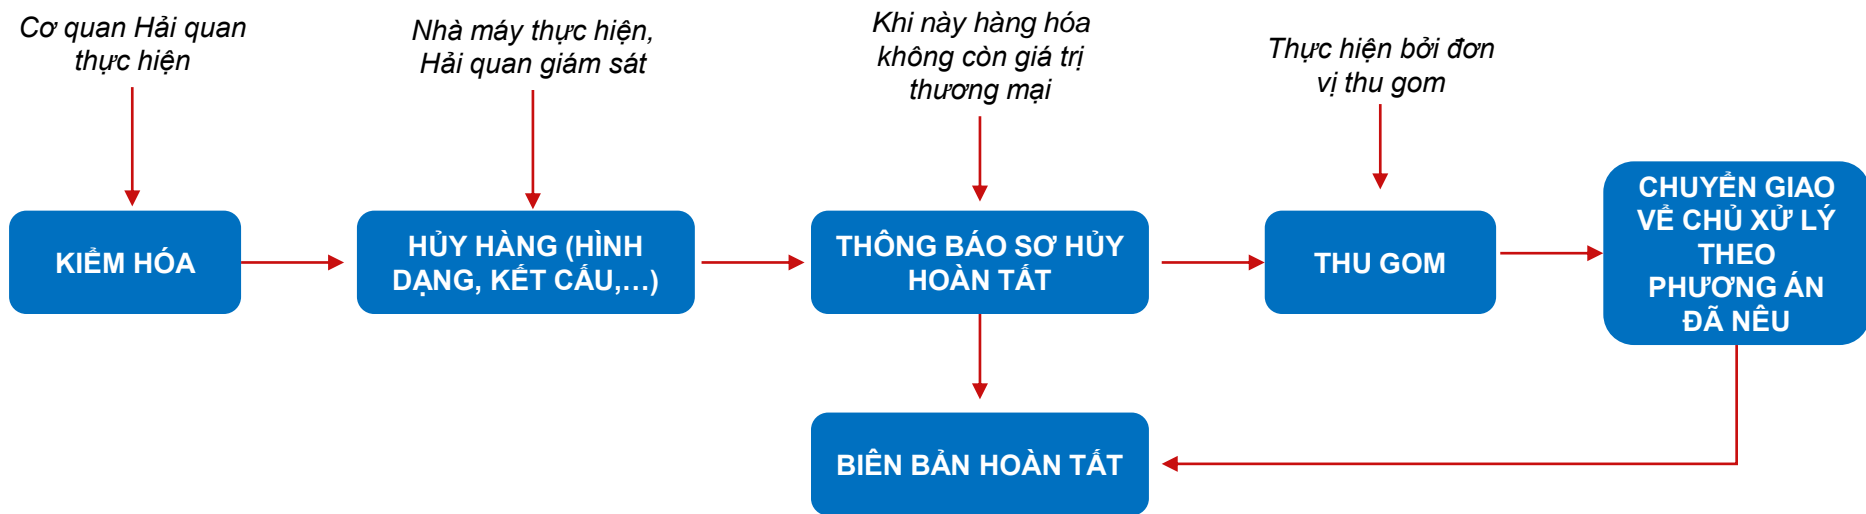 Cơ quan Hải quan
thực hiện
Nhà máy thực hiện,
Hải quan giám sát
Khi này hàng hóa
không còn giá trị
thương mại
Thực hiện bởi đơn
vị thu gom
KIỂM HÓA
HỦY HÀNG (HÌNH
DẠNG, KẾT CẤU,…)
THÔNG BÁO SƠ HỦY
HOÀN TẤT
THU GOM
CHUYỂN GIAO
VỀ CHỦ XỬ LÝ
THEO
PHƯƠNG ÁN
ĐÃ NÊU
BIÊN BẢN HOÀN TẤT